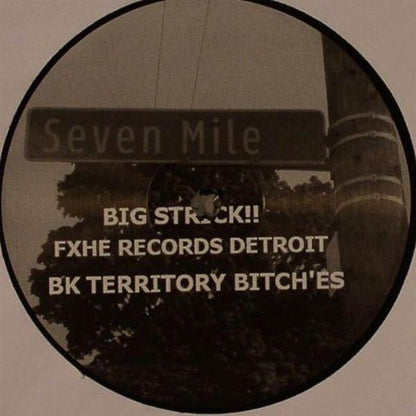 Seven Mile
BIG STRICK!!
FXHE RECORDS DETROIT
BK TERRITORY BITCH'ES